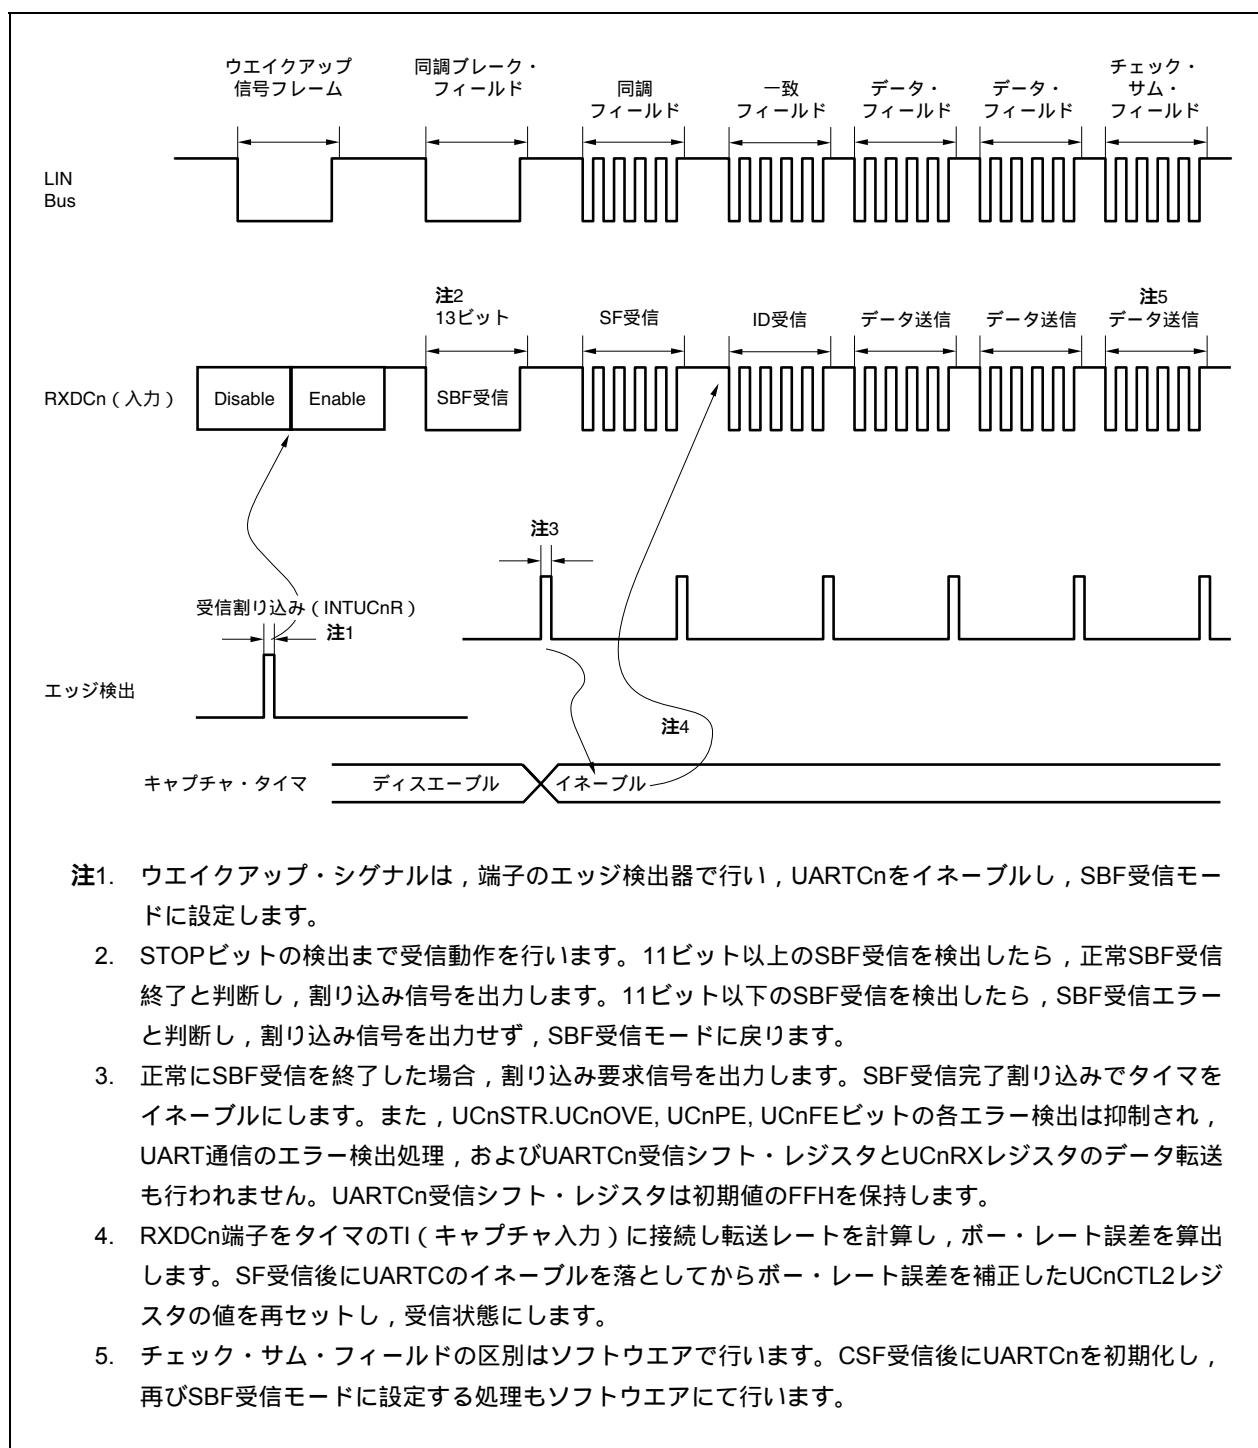 ウエイクアップ
信号フレーム
同調ブレーク・
フィールド
同調
フィールド
一致
フィールド
データ・
フィールド
データ・
フィールド
チェック・
サム・
フィールド
LIN
Bus
注2
13ビット
SF受信
ID受信
データ送信
データ送信
注5
データ送信
RXDCn（入力）
Disable
Enable
SBF受信
注3
受信割り込み（INTUCnR）
注1
エッジ検出
注4
キャプチャ・タイマ
ディスエーブル
イネーブル
注1. ウエイクアップ・シグナルは，端子のエッジ検出器で行い，UARTCnをイネーブルし，SBF受信モー
ドに設定します。
2. STOPビットの検出まで受信動作を行います。11ビット以上のSBF受信を検出したら，正常SBF受信
終了と判断し，割り込み信号を出力します。11ビット以下のSBF受信を検出したら，SBF受信エラー
と判断し，割り込み信号を出力せず，SBF受信モードに戻ります。
3. 正常にSBF受信を終了した場合，割り込み要求信号を出力します。SBF受信完了割り込みでタイマを
イネーブルにします。また，UCnSTR.UCnOVE, UCnPE, UCnFEビットの各エラー検出は抑制され，
UART通信のエラー検出処理，およびUARTCn受信シフト・レジスタとUCnRXレジスタのデータ転送
も行われません。UARTCn受信シフト・レジスタは初期値のFFHを保持します。
4. RXDCn端子をタイマのTI（キャプチャ入力）に接続し転送レートを計算し，ボー・レート誤差を算出
します。SF受信後にUARTCのイネーブルを落としてからボー・レート誤差を補正したUCnCTL2レジ
スタの値を再セットし，受信状態にします。
5. チェック・サム・フィールドの区別はソフトウエアで行います。CSF受信後にUARTCnを初期化し，
再びSBF受信モードに設定する処理もソフトウエアにて行います。